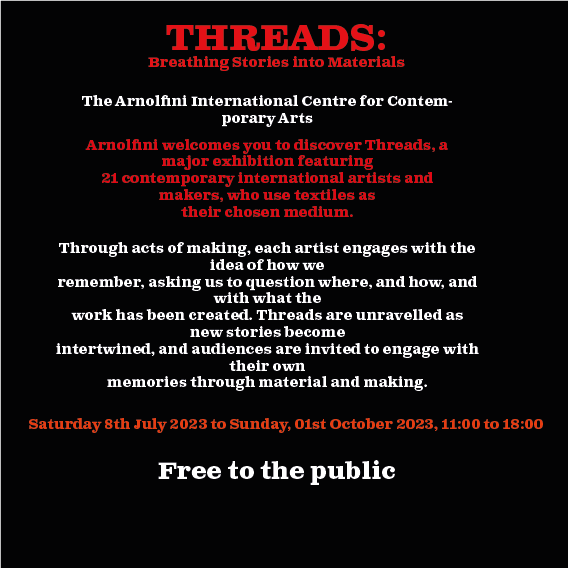 THREADS:
Breathing Stories into Materials
The Arnolfini International Centre for Contem-
porary Arts
Arnolfini welcomes you to discover Threads, a
major exhibition featuring
21 contemporary international artists and
makers, who use textiles as
their chosen medium.
Through acts of making, each artist engages with the
idea of how we
remember, asking us to question where, and how, and
with what the
work has been created. Threads are unravelled as
new stories become
intertwined, and audiences are invited to engage with
their own
memories through material and making.
Saturday 8th July 2023 to Sunday, 01st October 2023, 11:00 to 18:00
Free to the public